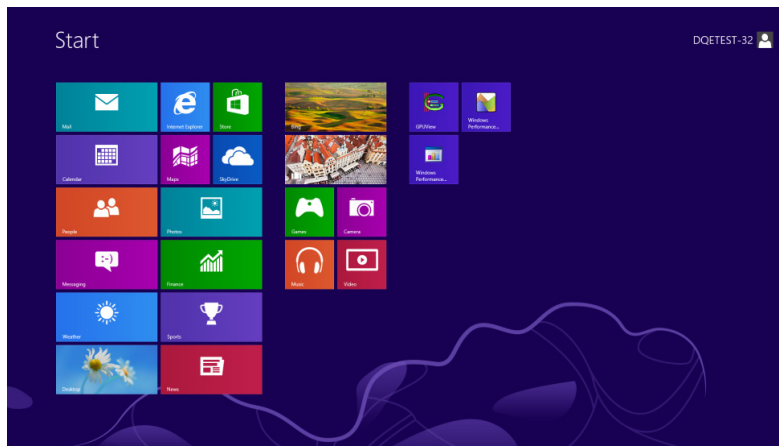 Start
DQETEST-32
Mail
Internet Explorer
Store
Calendar
Maps
SkyDrive
People
Photos
Messaging
:-)
Finance
Weather
Sports
Desktop
News
Bing
Games
Camera
Music
Video
GPUView
Windows
Performance...
Windows
Performance...